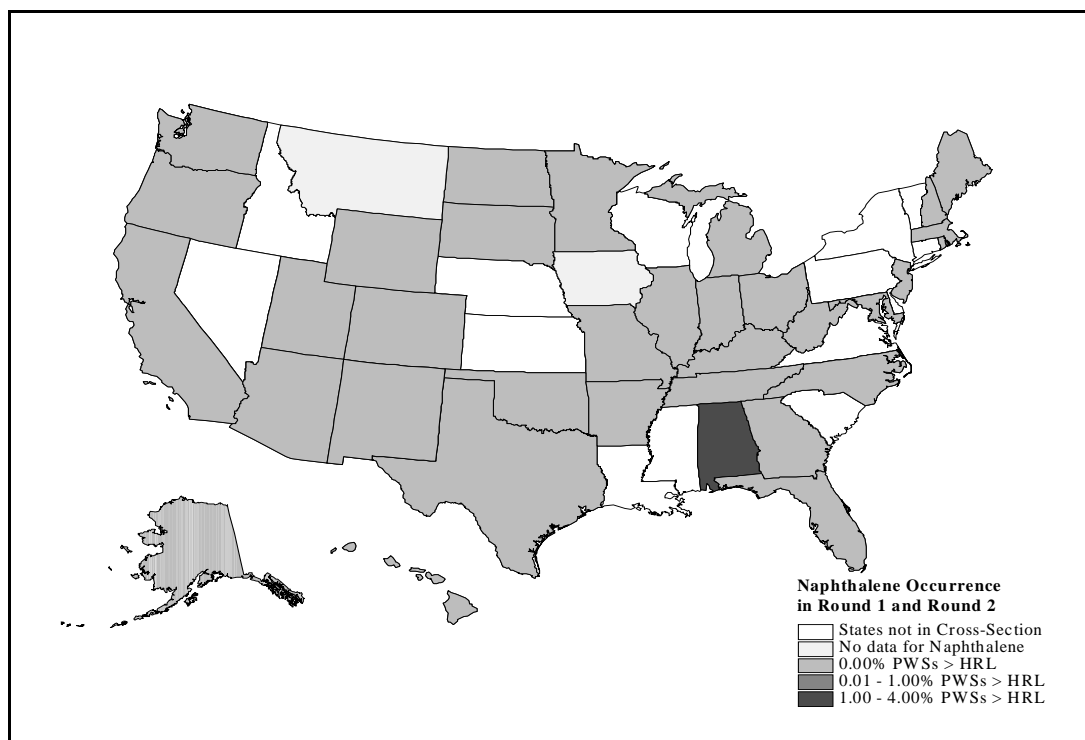 Naphthalene Occurrence
in Round 1 and Round 2
States not in Cross-Section
No data for Naphthalene
0.00% PWSs > HRL
0.01 - 1.00% PWSs > HRL
1.00 - 4.00% PWSs > HRL